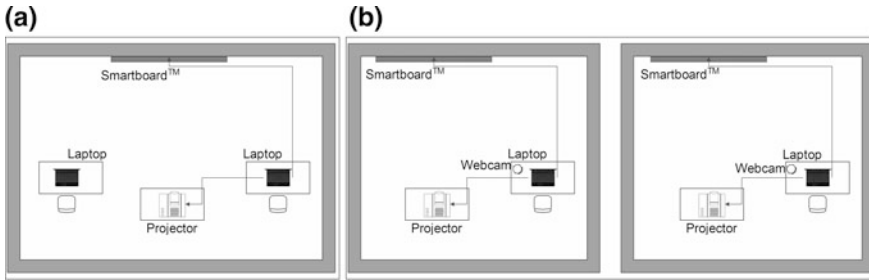 (a)
(b)
Smartboard™
Laptop
Laptop
Projector
Smartboard™
Laptop
Webcam
Projector
Smartboard™
Laptop
Webcam
Projector